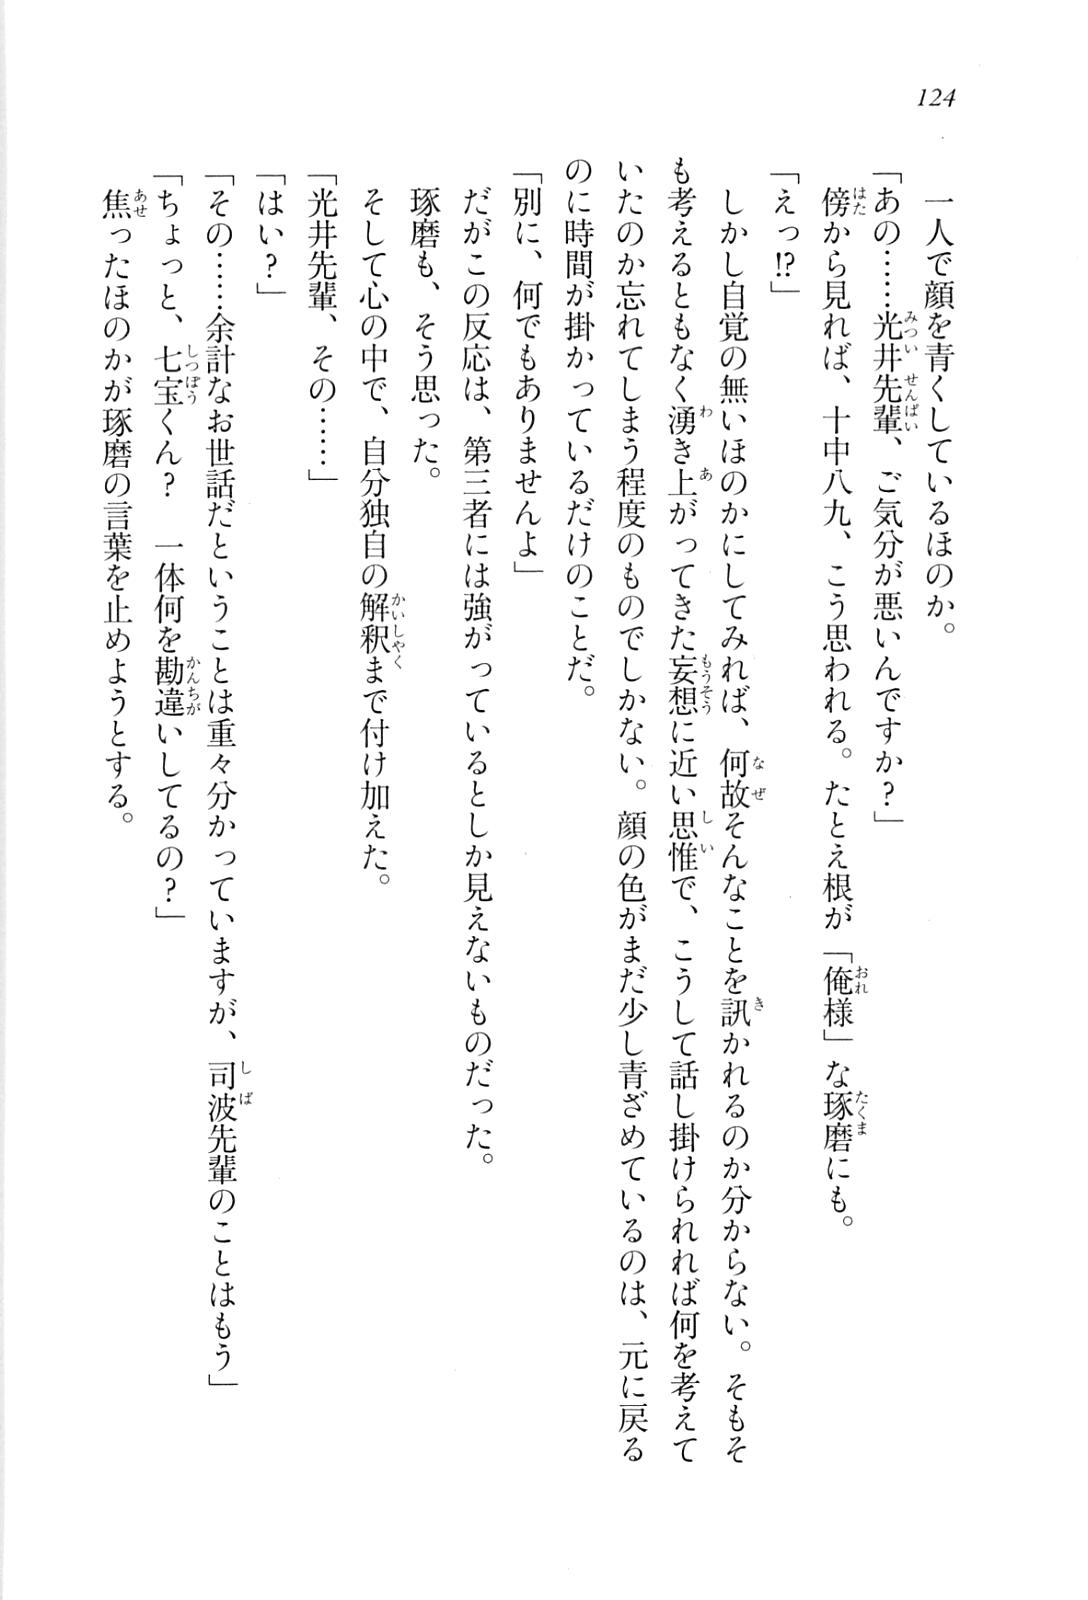 124
一人で顔を青くしているほのか。
「あの……光井先輩、ご気分が悪いんですか?」
傍から見れば、十中八九、こう思われる。たとえ根が「俺様」な琢磨にも。
「えっ!?」
しかし自覚の無いほのかにしてみれば、何故そんなことを訊かれるのか分からない。そもそ
も考えるともなく湧き上がってきた妄想に近い思惟で、こうして話し掛けられれば何を考えて
いたのか忘れてしまう程度のものでしかない。顔の色がまだ少し青ざめているのは、元に戻る
のに時間が掛かっているだけのことだ。
「別に、何でもありませんよ」
だがこの反応は、第三者には強がっているとしか見えないものだった。
琢磨も、そう思った。
そして心の中で、自分独自の解釈まで付け加えた。
「光井先輩、その……」
「はい?」
「その……余計なお世話だということは重々分かっていますが、司波先輩のことはもう」
「ちょっと、七宝くん? 一体何を勘違いしてるの?」
焦ったほのかが琢磨の言葉を止めようとする。